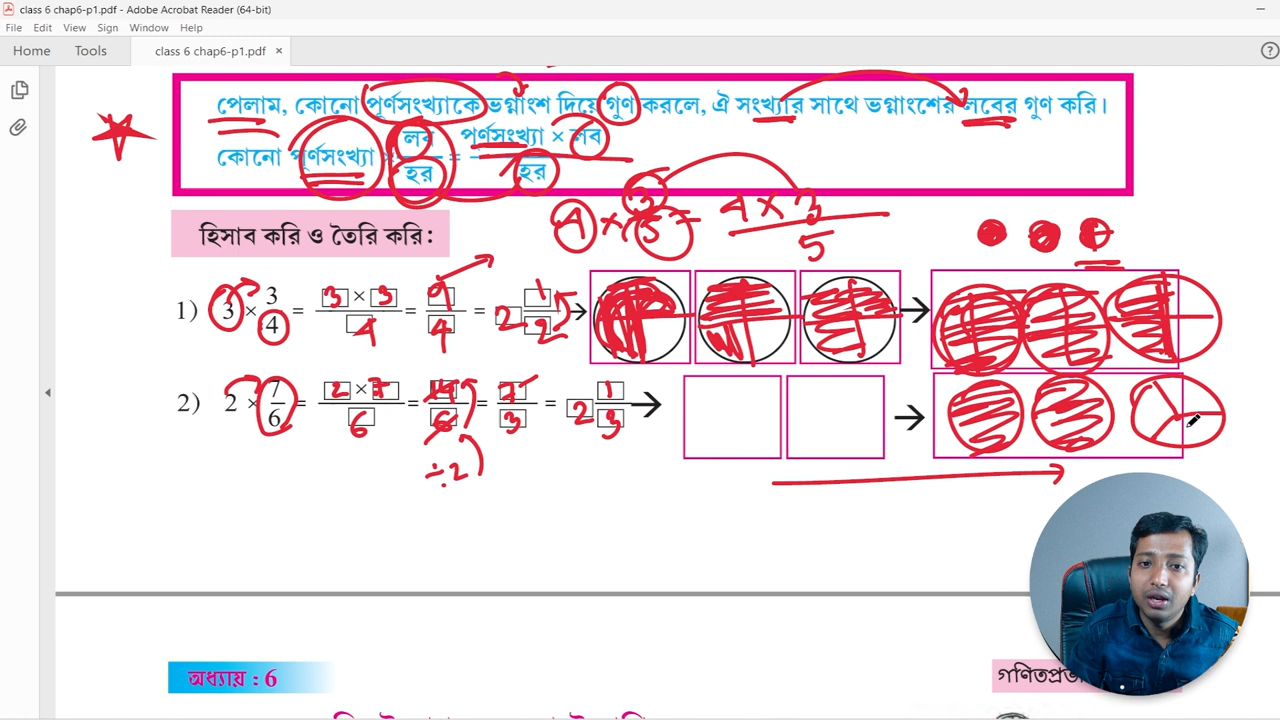 class 6 chap6-p1.pdf - Adobe Acrobat Reader (64-bit)
File Edit View Sign Window Help
Home Tools class 6 chap6-p1.pdf ×
পেলাম, কোনো পূর্ণসংখ্যাকে ভগ্নাংশ দিয়ে গুণ করলে, ঐ সংখ্যার সাথে ভগ্নাংশের লবের গুণ করি।
কোনো পূর্ণসংখ্যা × লব/হর = পূর্ণসংখ্যা × লব/হর
4 × 3/5 = 4 × 3/5
হিসাব করি ও তৈরি করি:
1) 3 × 3/4 = 3 × 3/4 = 9/4 = 2 1/2 → →
2) 2 × 7/6 = 2 × 7/6 = 14/6 = 7/3 = 2 1/3 → →
÷2
অধ্যায় : 6